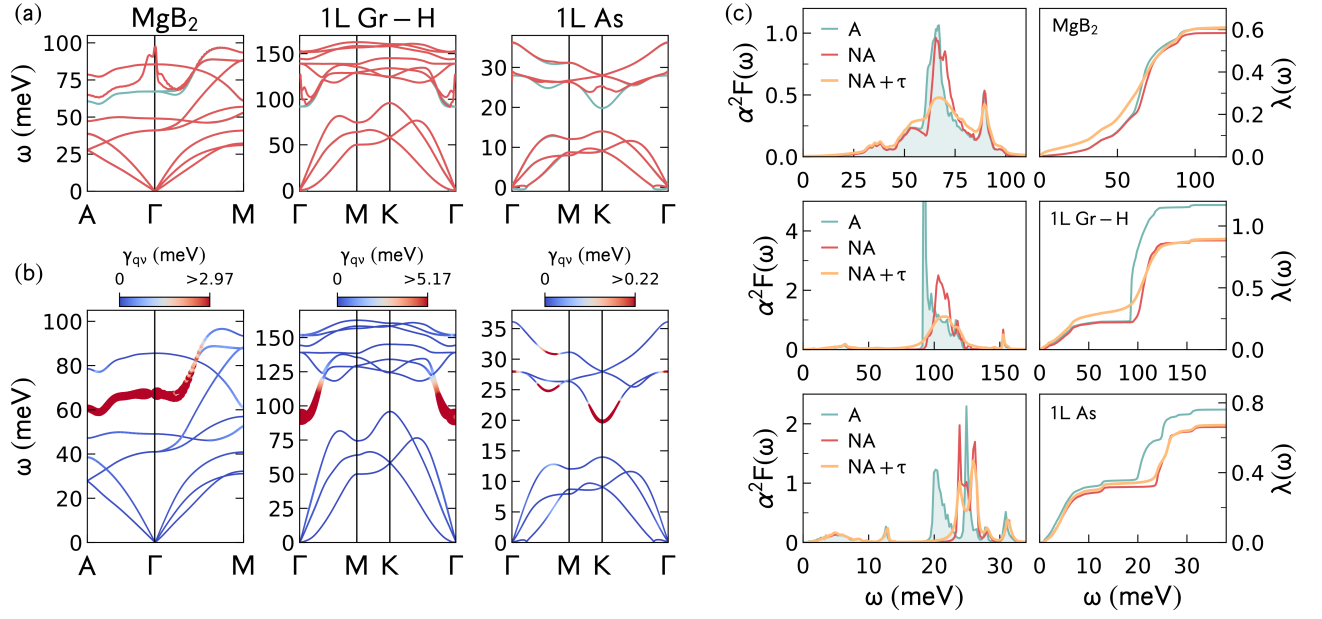 (a)
MgB₂
1L Gr – H
1L As
ω (meV)
100
75
50
25
0
A Γ M
150
100
50
0
Γ M K Γ
30
20
10
0
Γ M K Γ
(b)
γqν (meV)
0 >2.97
γqν (meV)
0 >5.17
γqν (meV)
0 >0.22
ω (meV)
100
80
60
40
20
0
A Γ M
150
125
100
75
50
25
0
Γ M K Γ
35
30
25
20
15
10
5
0
Γ M K Γ
(c)
α²F(ω)
1.0
0.5
0.0
A
NA
NA + τ
0 25 50 75 100
MgB₂
0 50 100
0.6
0.4
0.2
0.0
λ(ω)
α²F(ω)
4
2
0
A
NA
NA + τ
0 50 100 150
1L Gr – H
0 50 100 150
1.0
0.5
0.0
λ(ω)
α²F(ω)
2
1
0
A
NA
NA + τ
0 10 20 30
ω (meV)
1L As
0 10 20 30
ω (meV)
0.8
0.4
0.0
λ(ω)